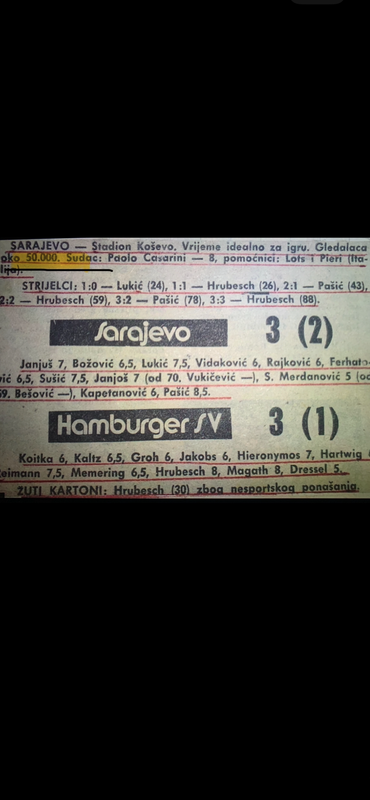 SARAJEVO — Stadion Koševo. Vrijeme idealno za igru. Gledalaca
oko 50.000. Sudac: Paolo Casarini — 8, pomoćnici: Lots i Pieri (Ita-
lija).
STRIJELCI: 1:0 — Lukić (24), 1:1 — Hrubesch (26), 2:1 — Pašić (43),
2:2 — Hrubesch (59), 3:2 — Pašić (78), 3:3 — Hrubesch (88).
Sarajevo 3 (2)
Janjuš 7, Božović 6,5, Lukić 7,5, Vidaković 6, Rajković 6, Ferhato-
vić 6,5, Sušić 7,5, Janjoš 7 (od 70. Vukičević —), S. Merdanović 5 (od
69. Bešović —), Kapetanović 6, Pašić 8,5.
Hamburger SV 3 (1)
Koitka 6, Kaltz 6,5, Groh 6, Jakobs 6, Hieronymos 7, Hartwig
eimann 7,5, Memering 6,5, Hrubesch 8, Magath 8, Dressel 5.
ŽUTI KARTONI: Hrubesch (30) zbog nesportskog ponašanja.